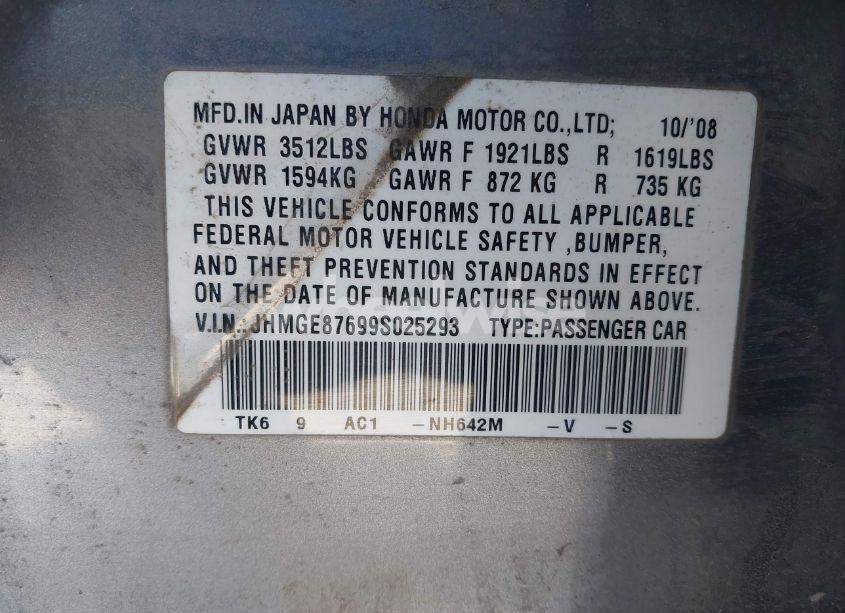 MFD.IN JAPAN BY HONDA MOTOR CO.,LTD; 10/'08
GVWR 3512LBS GAWR F 1921LBS R 1619LBS
GVWR 1594KG GAWR F 872 KG R 735 KG
THIS VEHICLE CONFORMS TO ALL APPLICABLE
FEDERAL MOTOR VEHICLE SAFETY ,BUMPER,
AND THEFT PREVENTION STANDARDS IN EFFECT
ON THE DATE OF MANUFACTURE SHOWN ABOVE.
V.I.N.: JHMGE87699S025293 TYPE:PASSENGER CAR
TK6 9 AC1 -NH642M -V -S